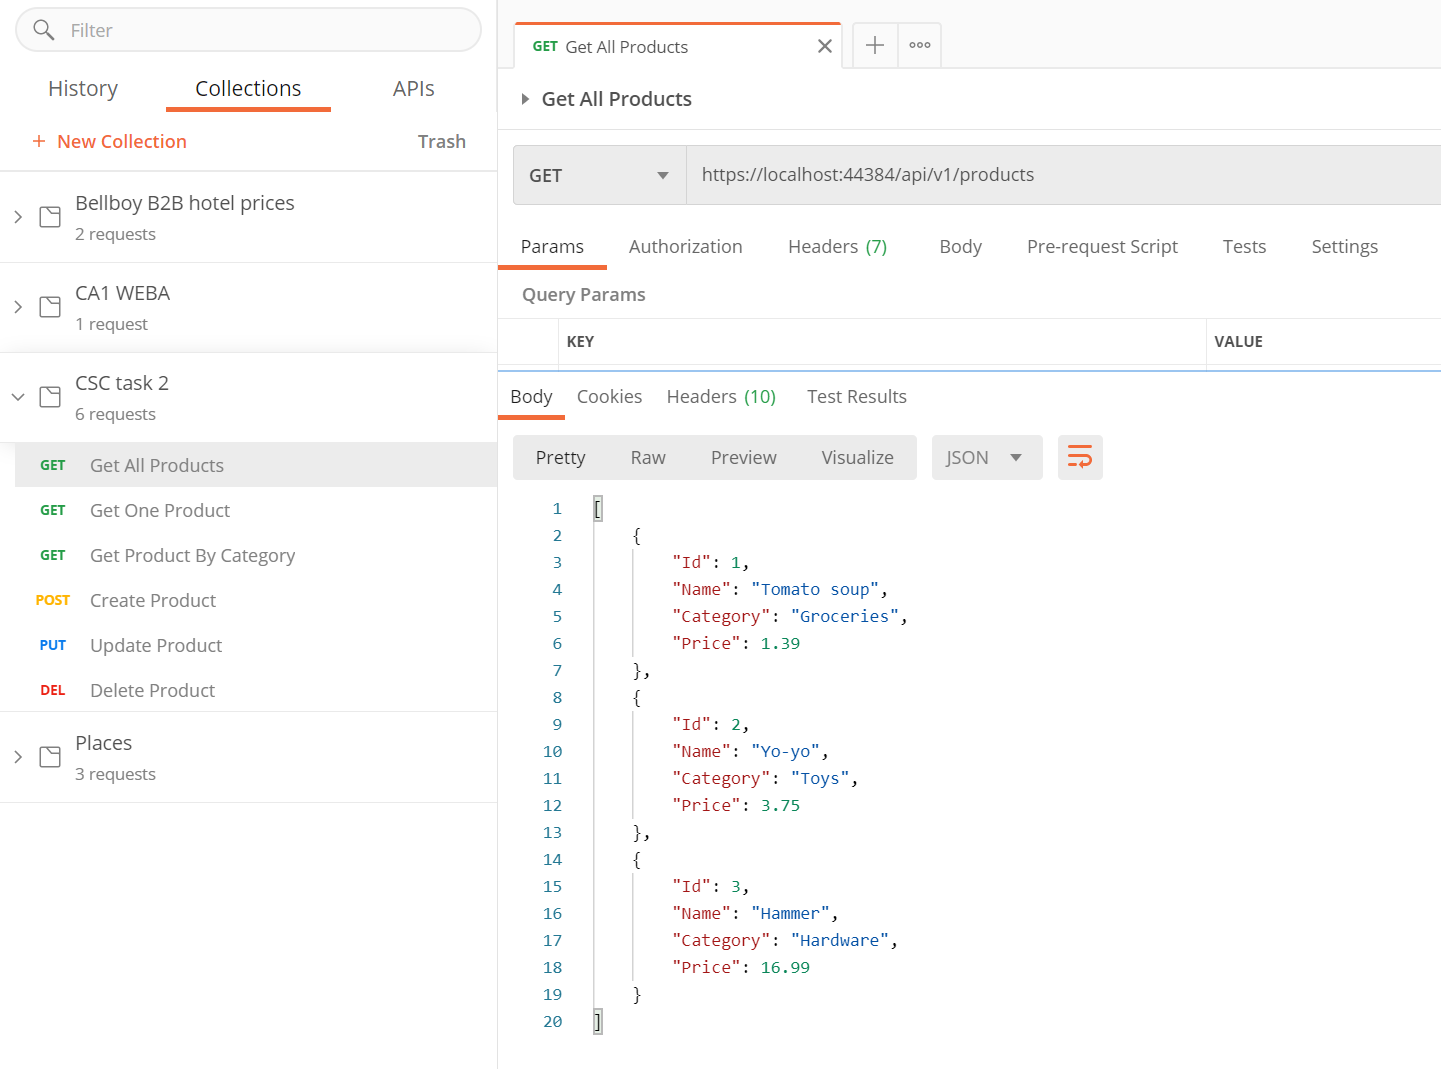 Filter
History Collections APIs
+ New Collection Trash
Bellboy B2B hotel prices
2 requests
CA1 WEBA
1 request
CSC task 2
6 requests
GET Get All Products
GET Get One Product
GET Get Product By Category
POST Create Product
PUT Update Product
DEL Delete Product
Places
3 requests
GET Get All Products
Get All Products
GET https://localhost:44384/api/v1/products
Params Authorization Headers (7) Body Pre-request Script Tests Settings
Query Params
KEY VALUE
Body Cookies Headers (10) Test Results
Pretty Raw Preview Visualize JSON
1 [
2 {
3 "Id": 1,
4 "Name": "Tomato soup",
5 "Category": "Groceries",
6 "Price": 1.39
7 },
8 {
9 "Id": 2,
10 "Name": "Yo-yo",
11 "Category": "Toys",
12 "Price": 3.75
13 },
14 {
15 "Id": 3,
16 "Name": "Hammer",
17 "Category": "Hardware",
18 "Price": 16.99
19 }
20 ]